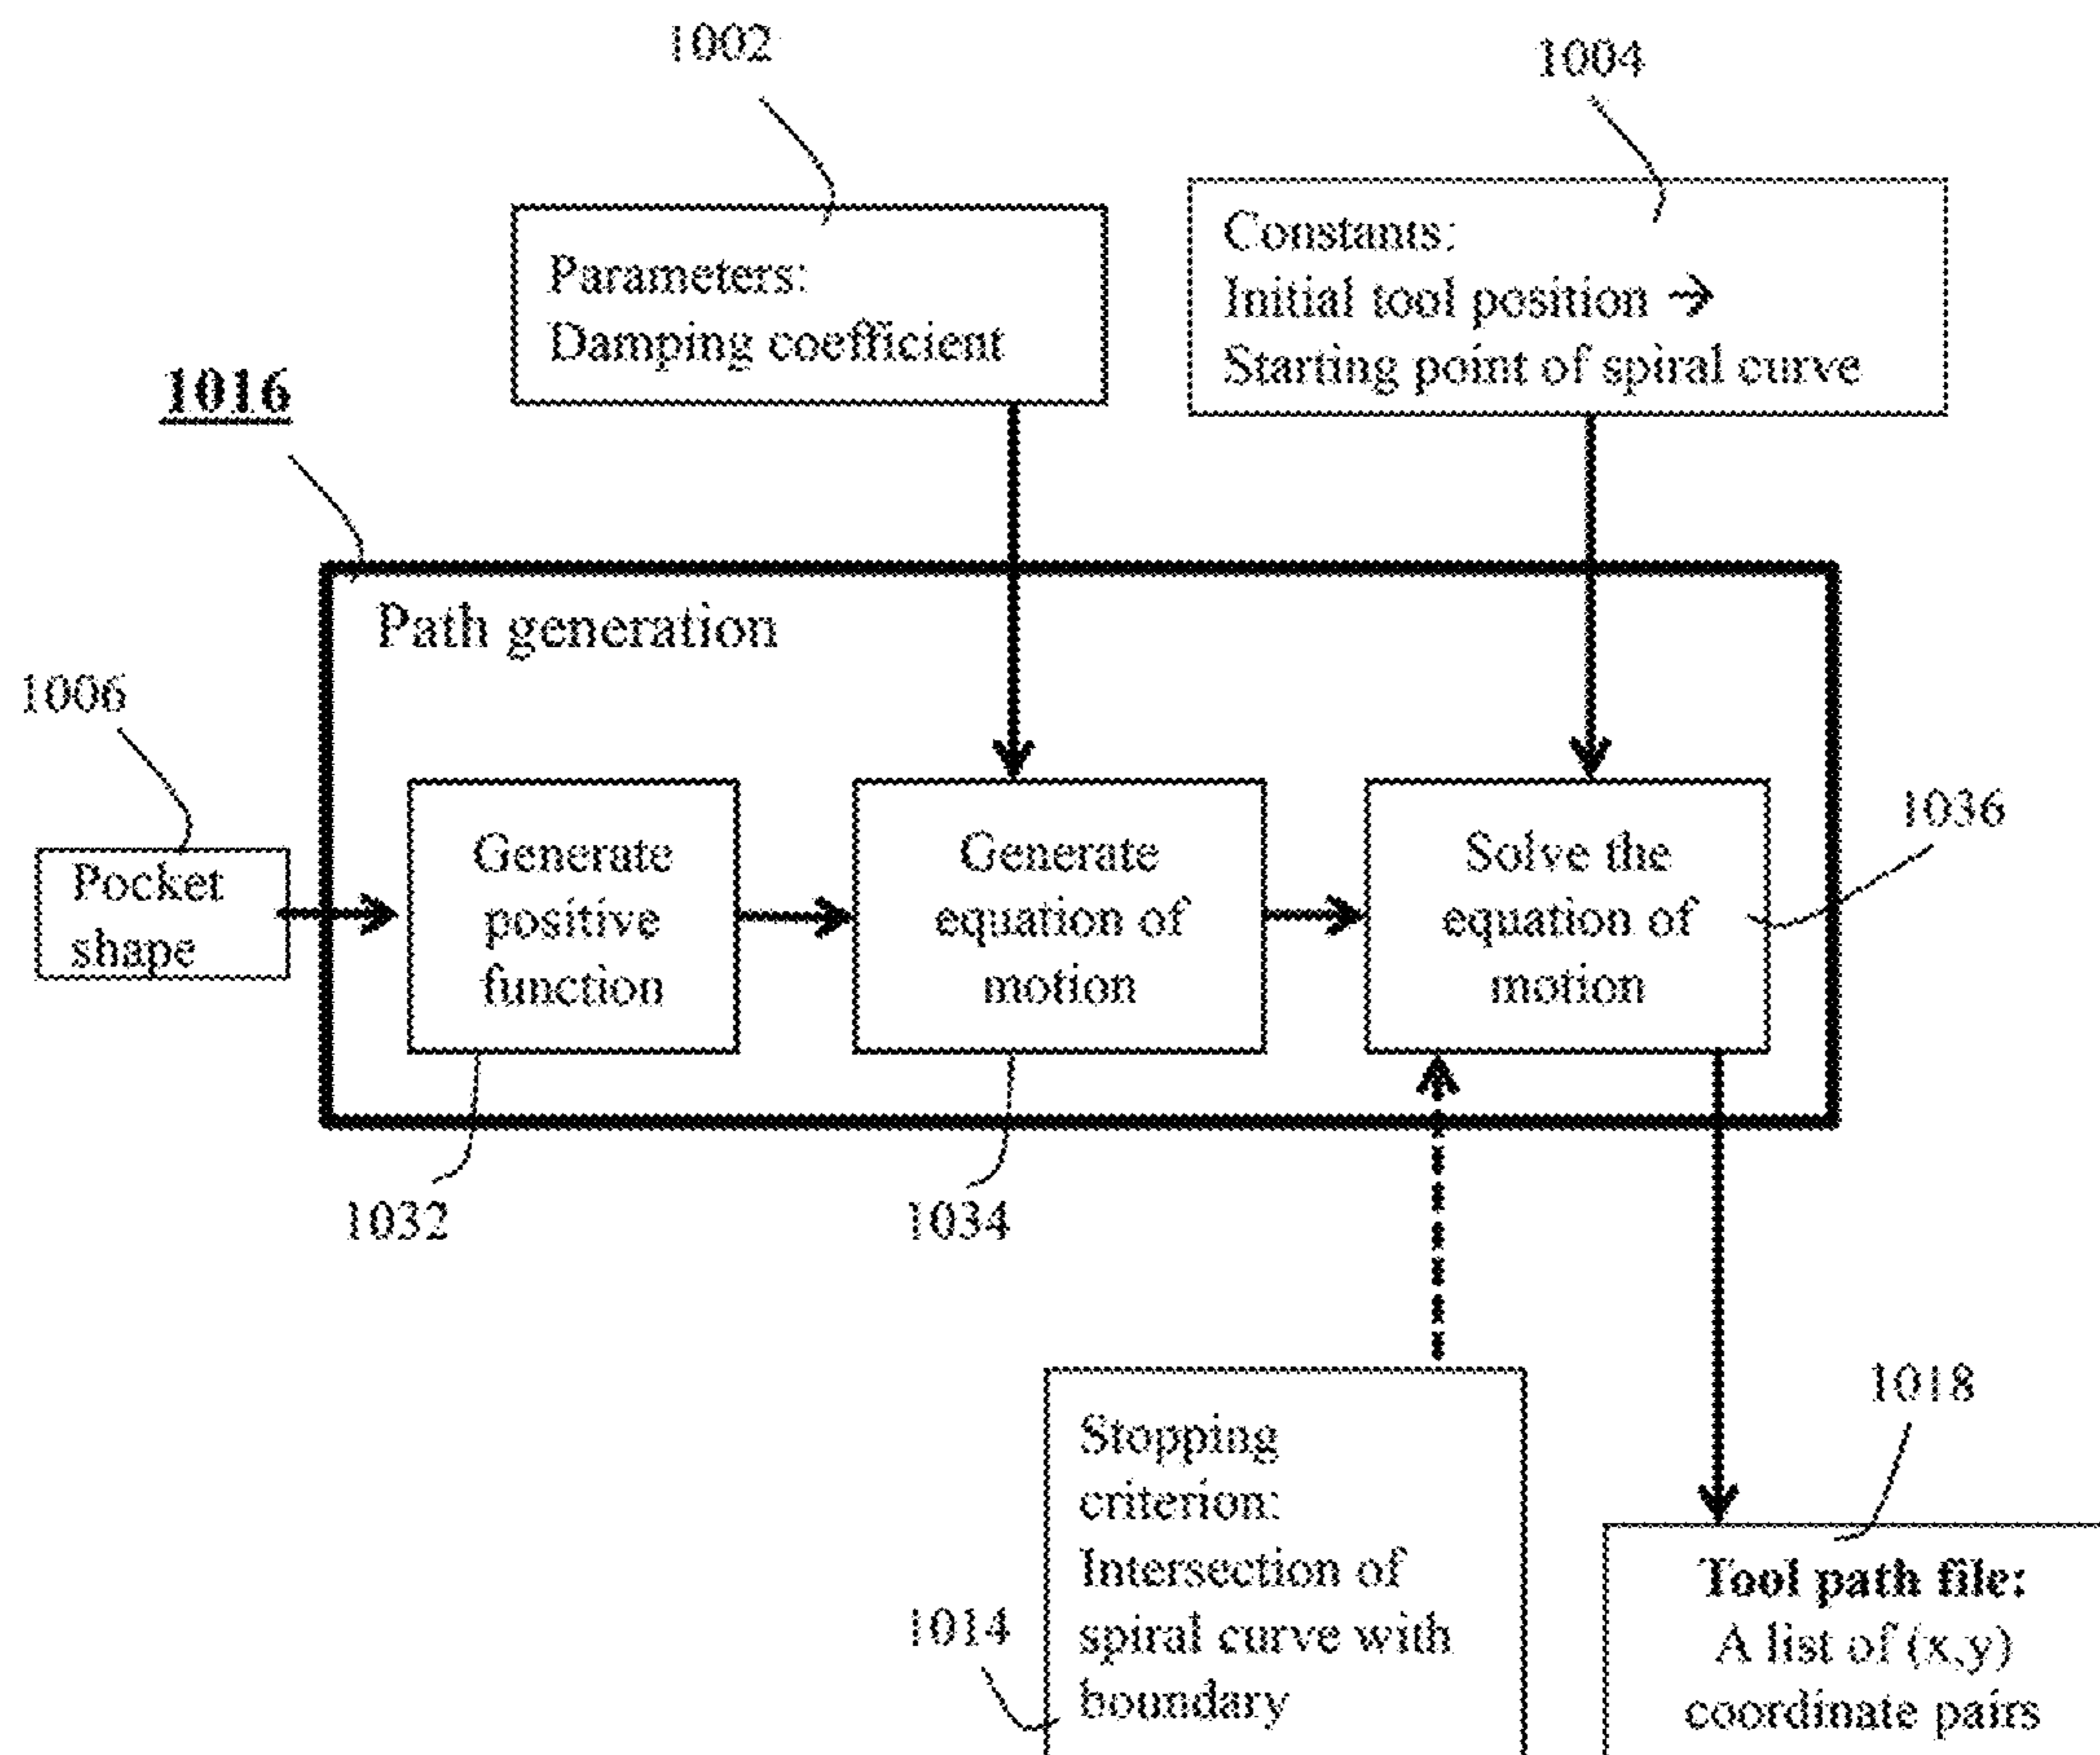 1002
1004
Parameters:
Damping coefficient
Constants:
Initial tool position →
Starting point of spiral curve
1016
Path generation
1006
Pocket
shape
Generate
positive
function
Generate
equation of
motion
Solve the
equation of
motion
1036
1032
1034
Stopping
criterion:
Intersection of
spiral curve with
boundary
1014
1018
Tool path file:
A list of (x,y)
coordinate pairs